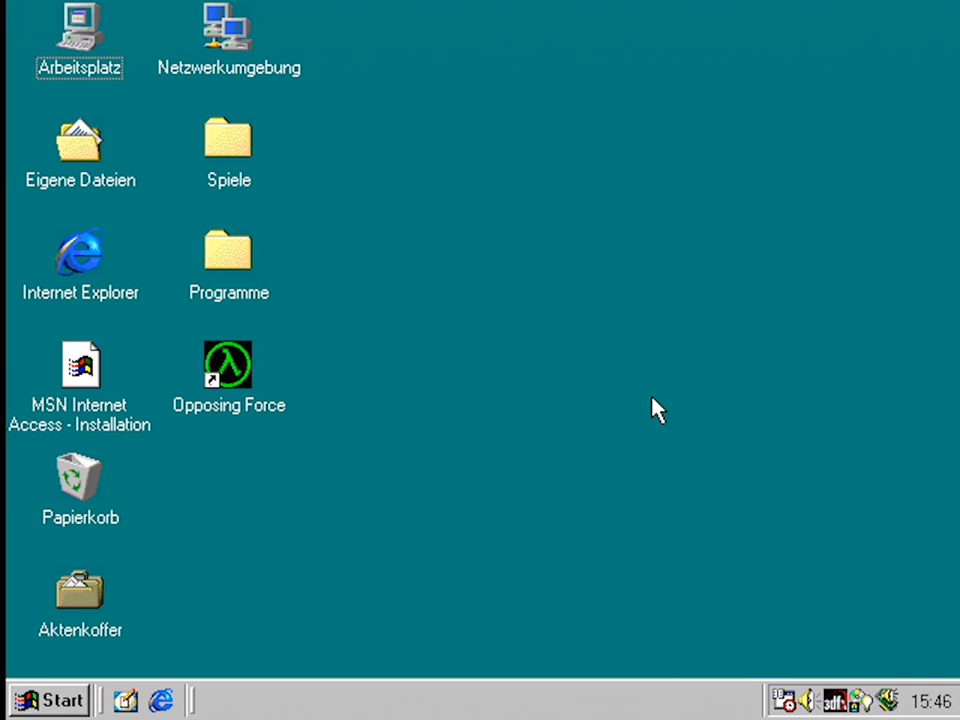 Arbeitsplatz
Netzwerkumgebung
Eigene Dateien
Spiele
Internet Explorer
Programme
MSN Internet
Access - Installation
Opposing Force
Papierkorb
Aktenkoffer
Start
3df
15:46